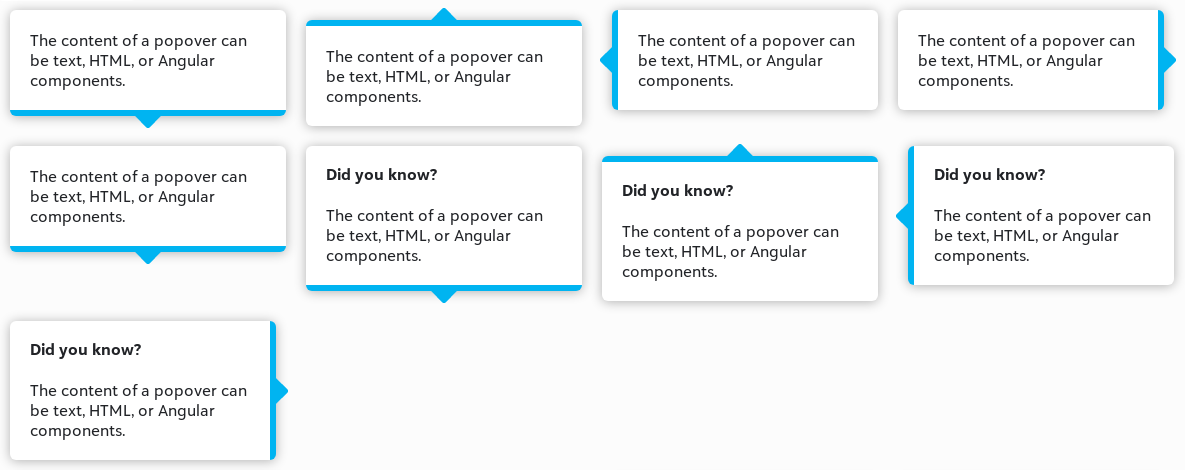 The content of a popover can
be text, HTML, or Angular
components.
The content of a popover can
be text, HTML, or Angular
components.
The content of a popover can
be text, HTML, or Angular
components.
The content of a popover can
be text, HTML, or Angular
components.
The content of a popover can
be text, HTML, or Angular
components.
Did you know?
The content of a popover can
be text, HTML, or Angular
components.
Did you know?
The content of a popover can
be text, HTML, or Angular
components.
Did you know?
The content of a popover can
be text, HTML, or Angular
components.
Did you know?
The content of a popover can
be text, HTML, or Angular
components.